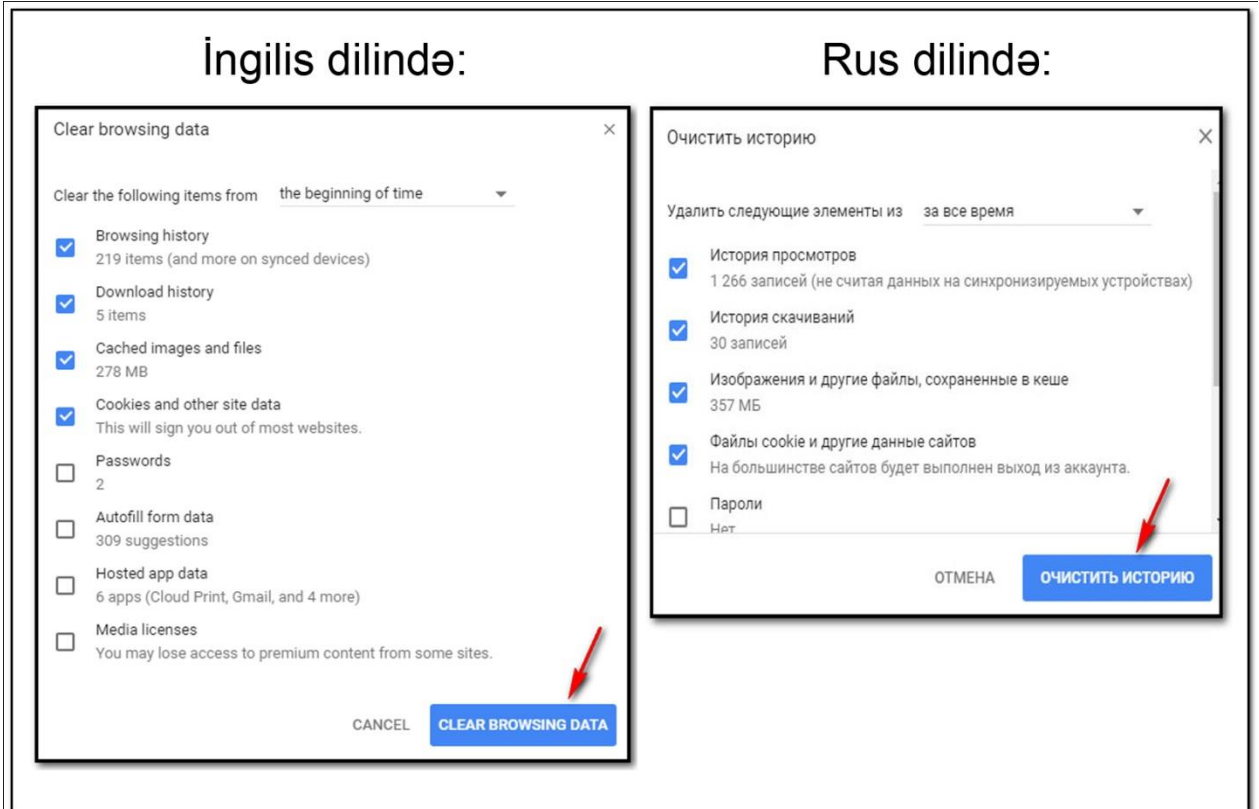 İngilis dilində:
Clear browsing data
Clear the following items from the beginning of time
Browsing history
219 items (and more on synced devices)
Download history
5 items
Cached images and files
278 MB
Cookies and other site data
This will sign you out of most websites.
Passwords
2
Autofill form data
309 suggestions
Hosted app data
6 apps (Cloud Print, Gmail, and 4 more)
Media licenses
You may lose access to premium content from some sites.
CANCEL CLEAR BROWSING DATA
Rus dilində:
Очистить историю
Удалить следующие элементы из за все время
История просмотров
1 266 записей (не считая данных на синхронизируемых устройствах)
История скачиваний
30 записей
Изображения и другие файлы, сохраненные в кеше
357 МБ
Файлы cookie и другие данные сайтов
На большинстве сайтов будет выполнен выход из аккаунта.
Пароли
Нет
ОТМЕНА ОЧИСТИТЬ ИСТОРИЮ